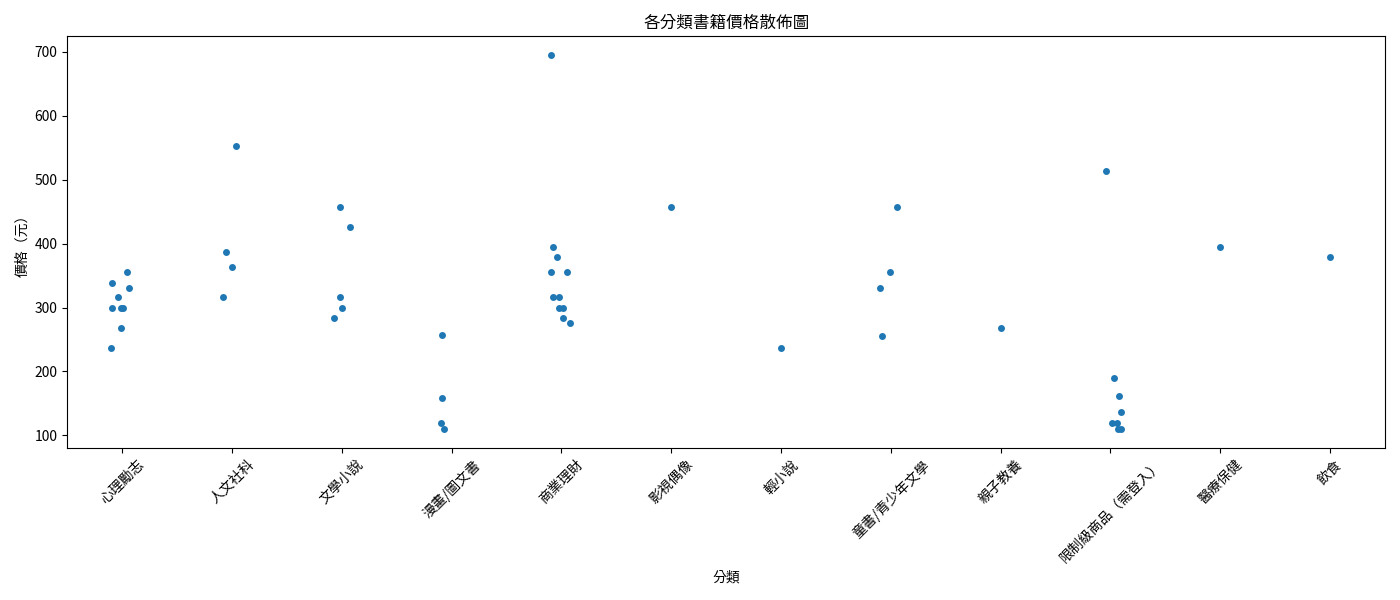 各分類書籍價格散佈圖
700
600
500
400
300
200
100
價格（元）
心理勵志
人文社科
文學小說
漫畫/圖文書
商業理財
影視偶像
輕小說
童書/青少年文學
親子教養
限制級商品（需登入）
醫療保健
飲食
分類